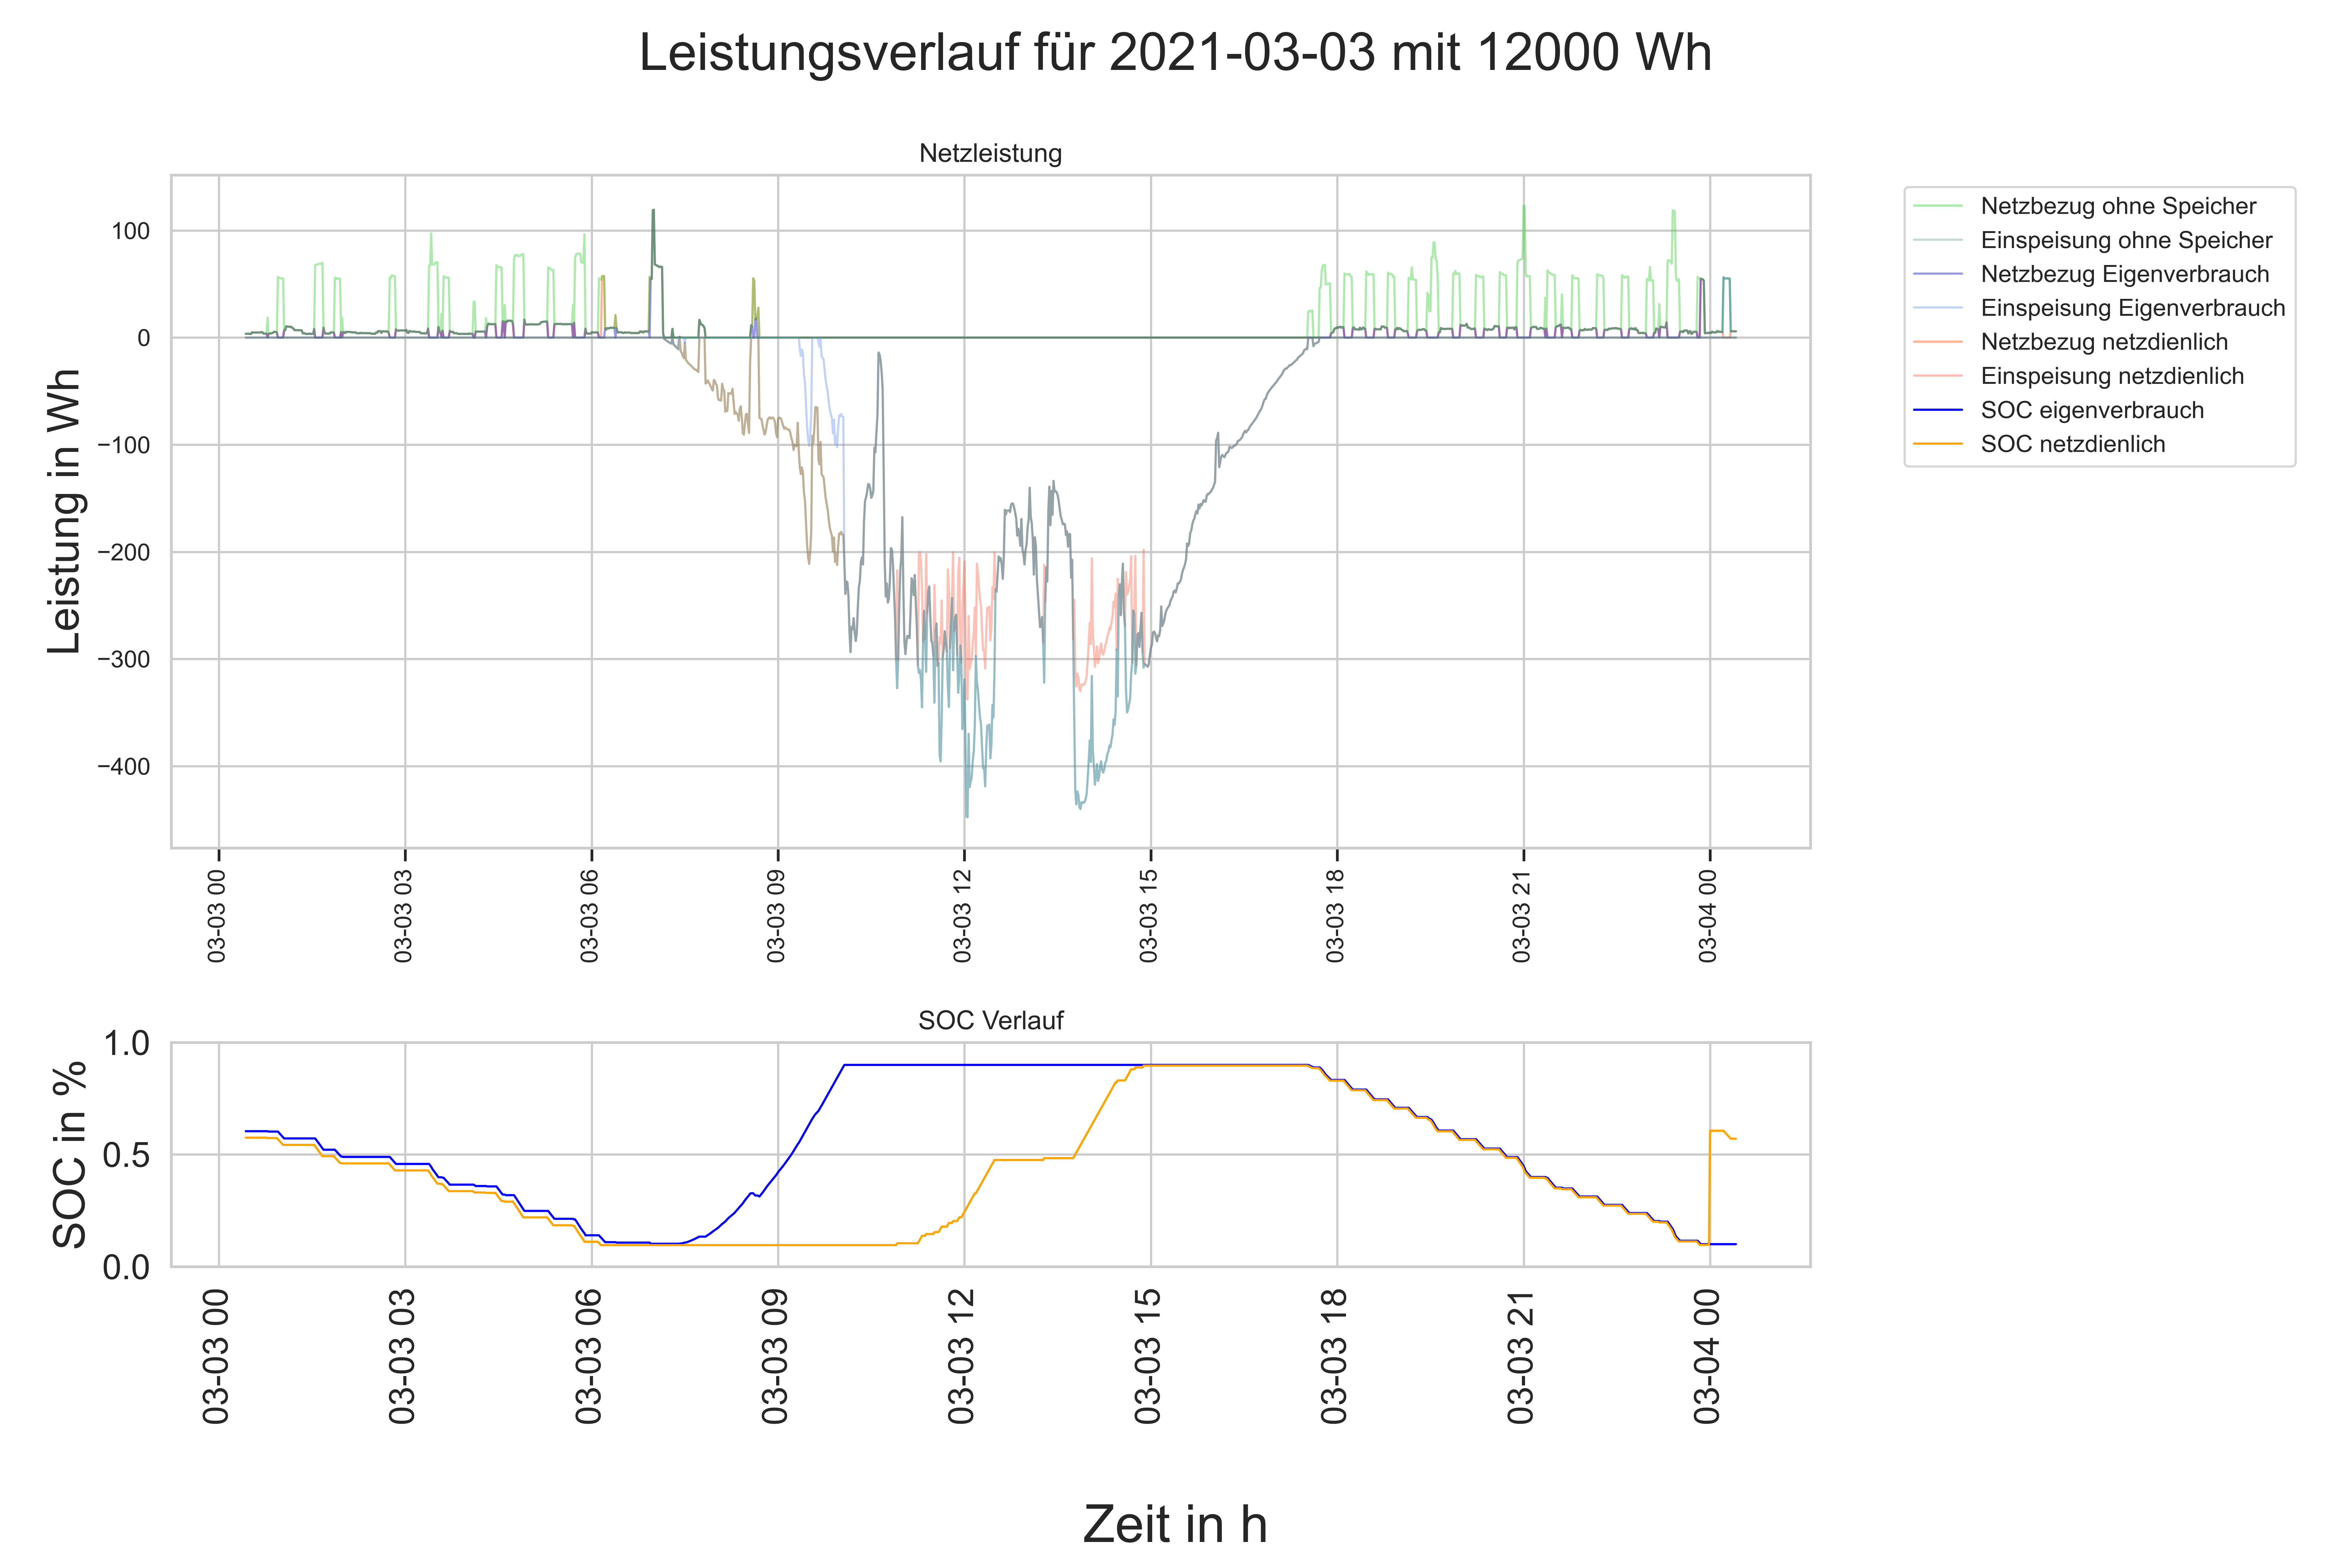 Leistungsverlauf für 2021-03-03 mit 12000 Wh
Netzleistung
Leistung in Wh
100
0
−100
−200
−300
−400
03-03 00
03-03 03
03-03 06
03-03 09
03-03 12
03-03 15
03-03 18
03-03 21
03-04 00
Netzbezug ohne Speicher
Einspeisung ohne Speicher
Netzbezug Eigenverbrauch
Einspeisung Eigenverbrauch
Netzbezug netzdienlich
Einspeisung netzdienlich
SOC eigenverbrauch
SOC netzdienlich
SOC Verlauf
SOC in %
1.0
0.5
0.0
03-03 00
03-03 03
03-03 06
03-03 09
03-03 12
03-03 15
03-03 18
03-03 21
03-04 00
Zeit in h